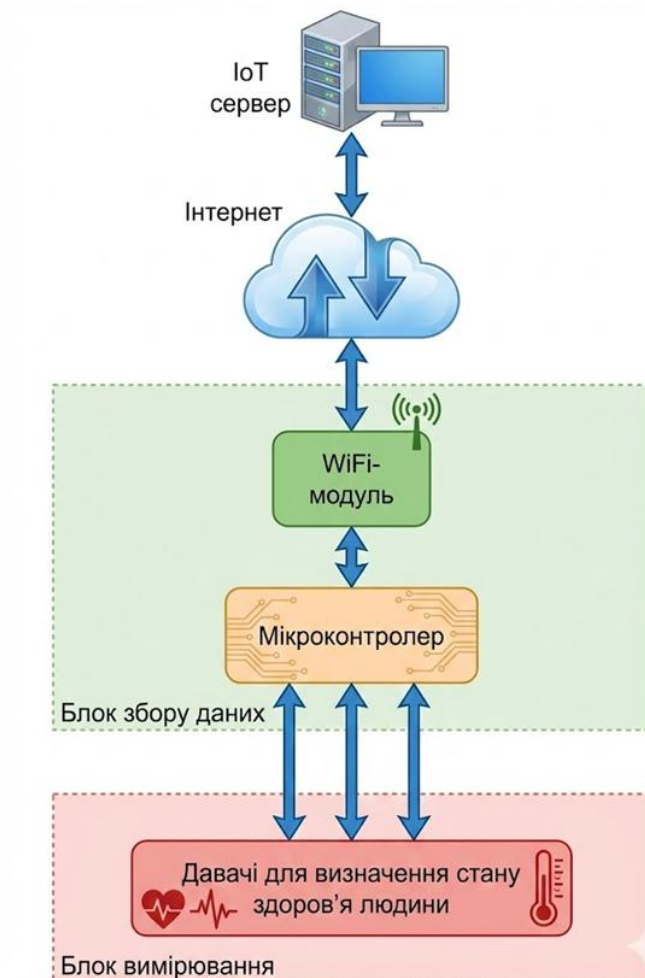 IoT
сервер
Інтернет
WiFi-
модуль
Мікроконтролер
Блок збору даних
Давачі для визначення стану
здоров’я людини
Блок вимірювання